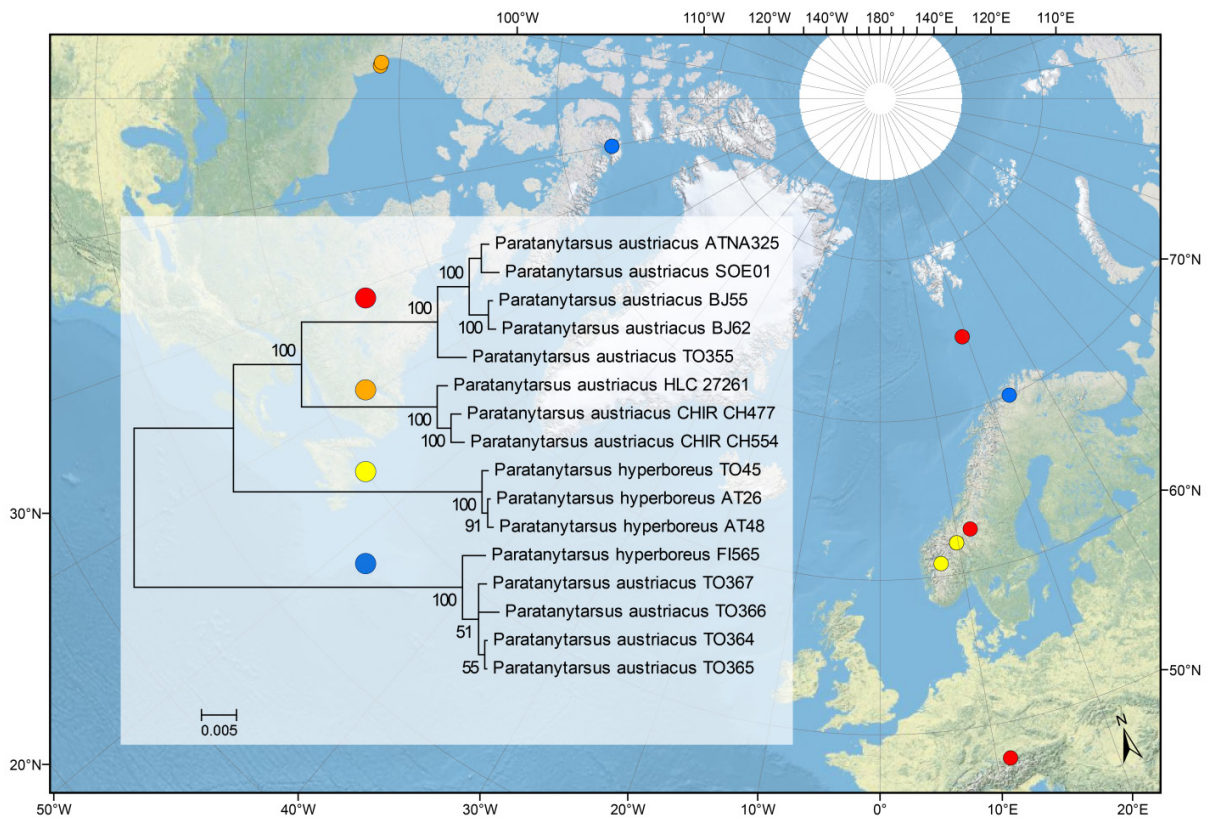 100°W 110°W 120°W 140°W 180° 140°E 120°E 110°E
Paratanytarsus austriacus ATNA325
100
Paratanytarsus austriacus SOE01
70°N
Paratanytarsus austriacus BJ55
100
100
Paratanytarsus austriacus BJ62
100
Paratanytarsus austriacus TO355
Paratanytarsus austriacus HLC 27261
100
Paratanytarsus austriacus CHIR CH477
100
Paratanytarsus austriacus CHIR CH554
Paratanytarsus hyperboreus TO45
60°N
100
Paratanytarsus hyperboreus AT26
30°N
91
Paratanytarsus hyperboreus AT48
Paratanytarsus hyperboreus FI565
Paratanytarsus austriacus TO367
100
Paratanytarsus austriacus TO366
51
Paratanytarsus austriacus TO364
55
Paratanytarsus austriacus TO365
50°N
0.005
N
20°N
50°W 40°W 30°W 20°W 10°W 0° 10°E 20°E